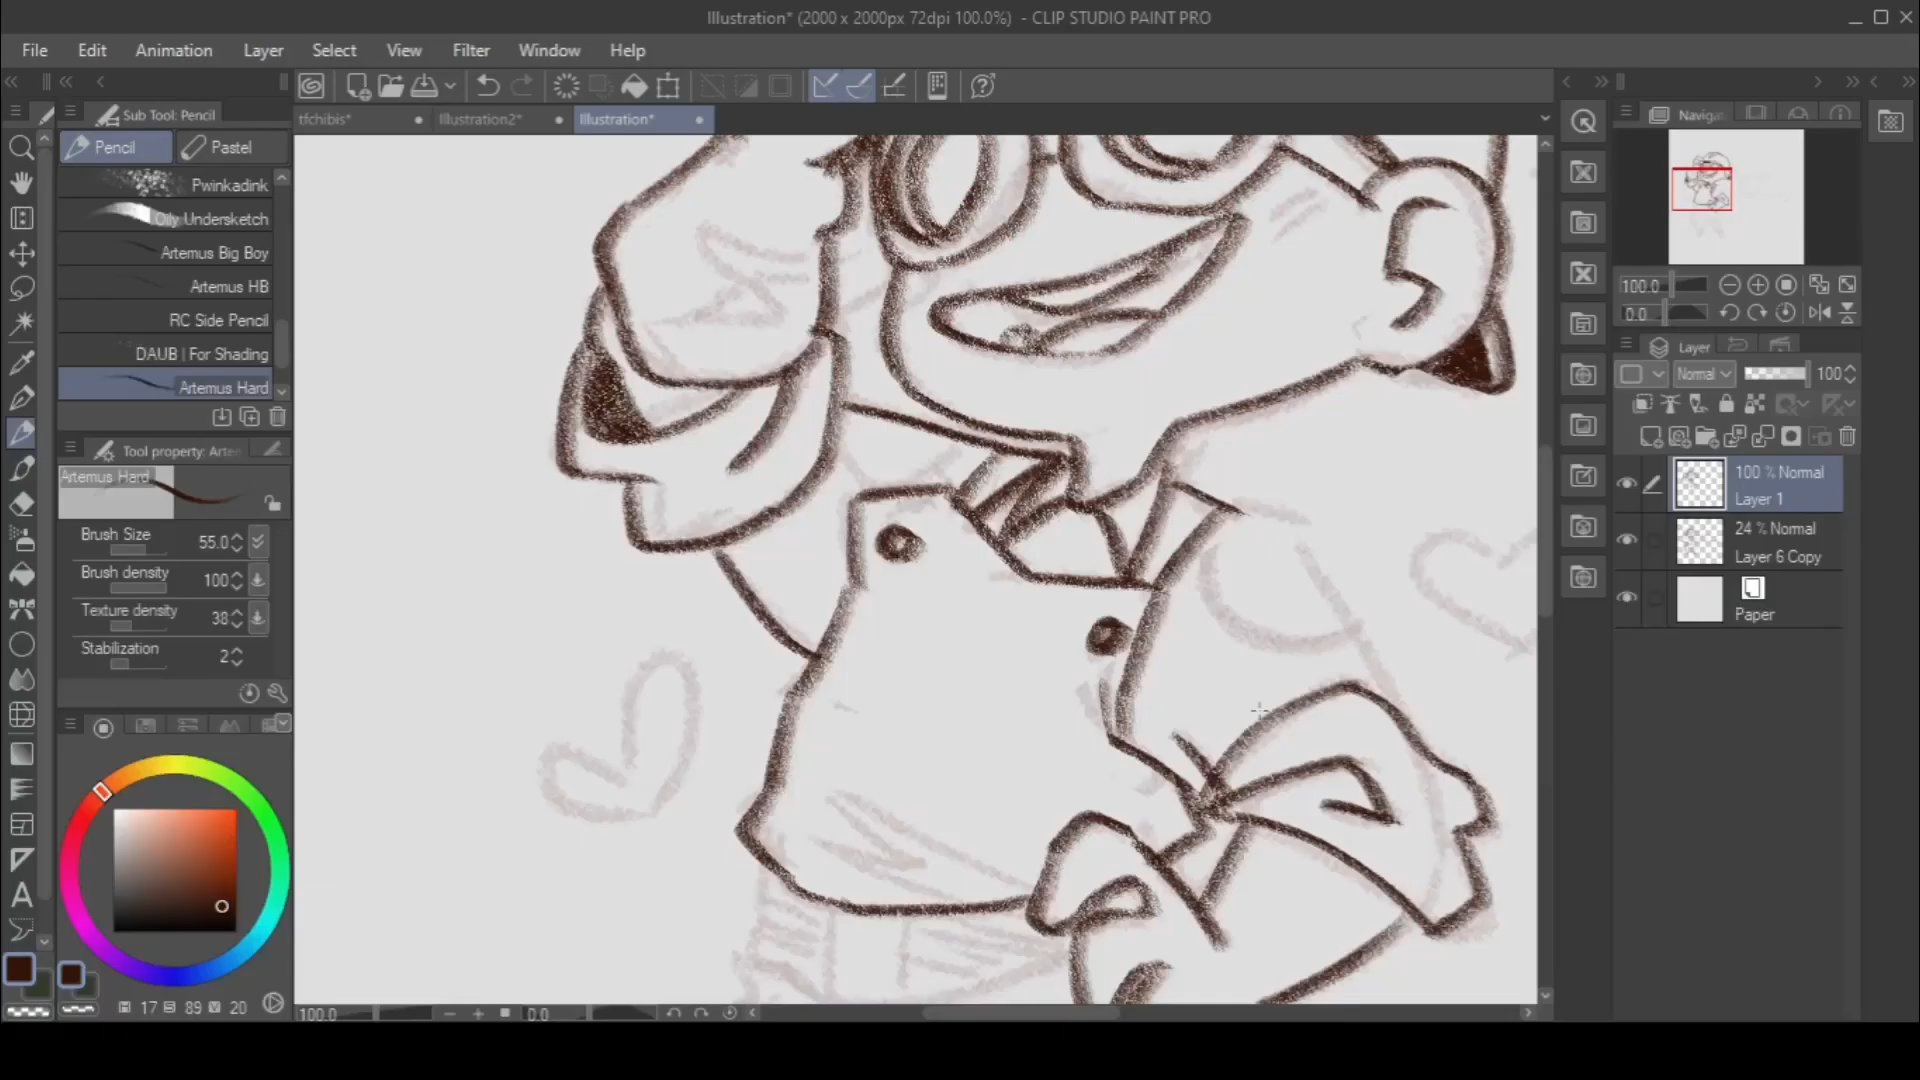 Illustration* (2000 x 2000px 72dpi 100.0%) - CLIP STUDIO PAINT PRO
File Edit Animation Layer Select View Filter Window Help
Sub Tool: Pencil
tfchibis* Illustration2* Illustration*
Pencil Pastel
Pwinkadink
Oily Undersketch
Artemus Big Boy
Artemus HB
RC Side Pencil
DAUB | For Shading
Artemus Hard
Tool property: Arte
Artemus Hard
Brush Size 55.0
Brush density 100
Texture density 38
Stabilization 2
17 89 20
100.0 0.0
Naviga
100.0
0.0
Layer
Normal 100
100 % Normal
Layer 1
24 % Normal
Layer 6 Copy
Paper